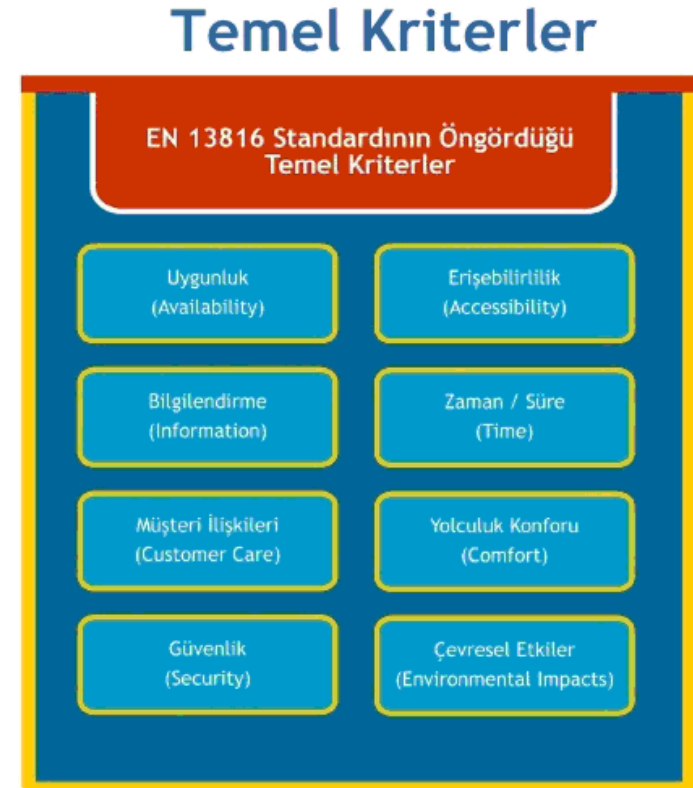 Temel Kriterler
EN 13816 Standardının Öngördüğü
Temel Kriterler
Uygunluk
(Availability)
Erişebilirlilik
(Accessibility)
Bilgilendirme
(Information)
Zaman / Süre
(Time)
Müşteri İlişkileri
(Customer Care)
Yolculuk Konforu
(Comfort)
Güvenlik
(Security)
Çevresel Etkiler
(Environmental Impacts)